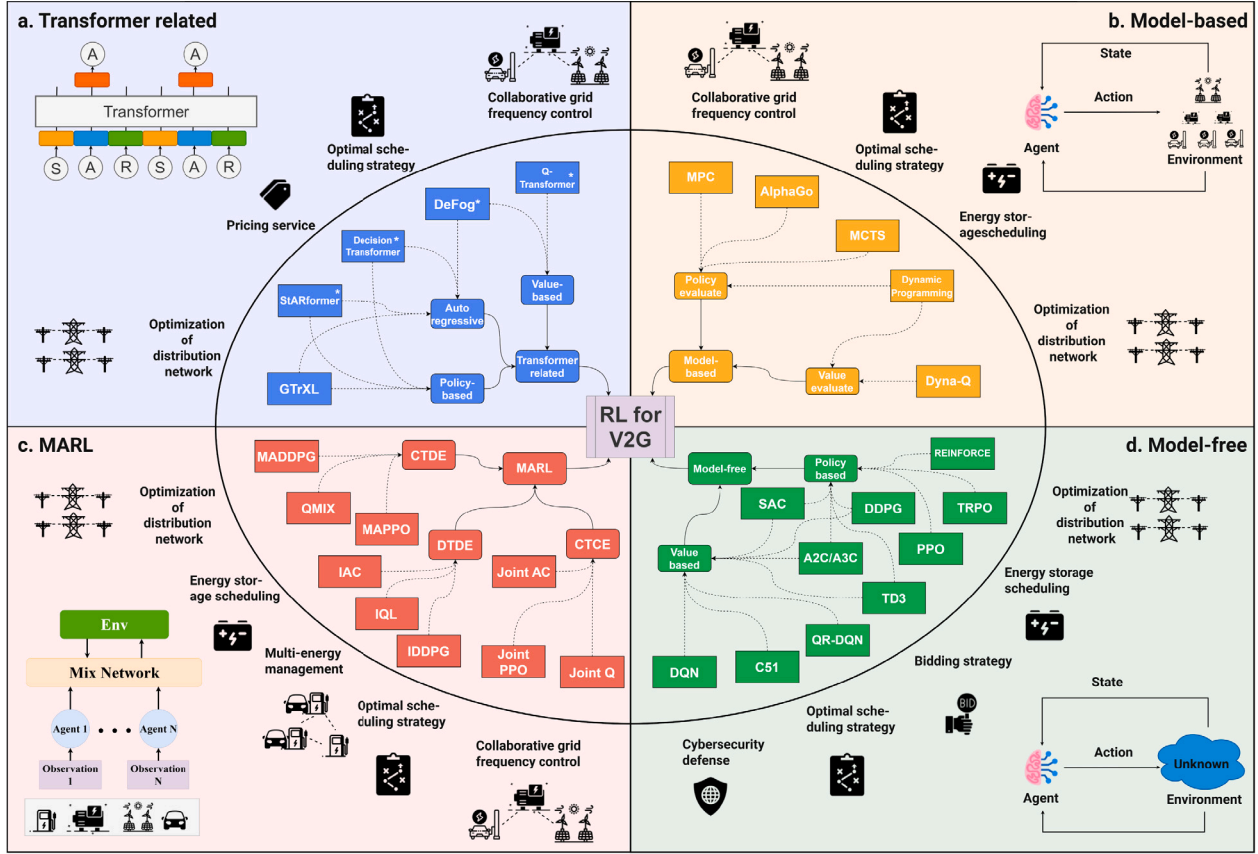 a. Transformer related
A
A
Transformer
S
A
R
S
A
R
Collaborative grid
frequency control
Optimal sche-
duling strategy
Pricing service
Optimization
of
distribution
network
Q-
Transformer *
DeFog*
Decision *
Transformer
StARformer*
Value-
based
Auto
regressive
GTrXL
Policy-
based
Transformer
related
b. Model-based
Collaborative grid
frequency control
Optimal sche-
duling strategy
State
Action
Agent
Environment
Energy stor-
agescheduling
Optimization
of
distribution
network
MPC
AlphaGo
MCTS
Policy
evaluate
Dynamic
Programming
Model-
based
Value
evaluate
Dyna-Q
RL for
V2G
c. MARL
Optimization
of
distribution
network
MADDPG
CTDE
MARL
QMIX
MAPPO
DTDE
CTCE
IAC
Joint AC
IQL
IDDPG
Joint
PPO
Joint Q
Energy stor-
age scheduling
Multi-energy
management
Optimal sche-
duling strategy
Collaborative grid
frequency control
Env
Mix Network
Agent 1
Agent N
Observation
1
Observation
N
d. Model-free
Model-free
Policy
based
REINFORCE
SAC
DDPG
TRPO
Value
based
A2C/A3C
PPO
TD3
QR-DQN
C51
DQN
Optimization
of
distribution
network
Energy storage
scheduling
Bidding strategy
BID
Optimal sche-
duling strategy
Cybersecurity
defense
State
Action
Agent
Unknown
Environment